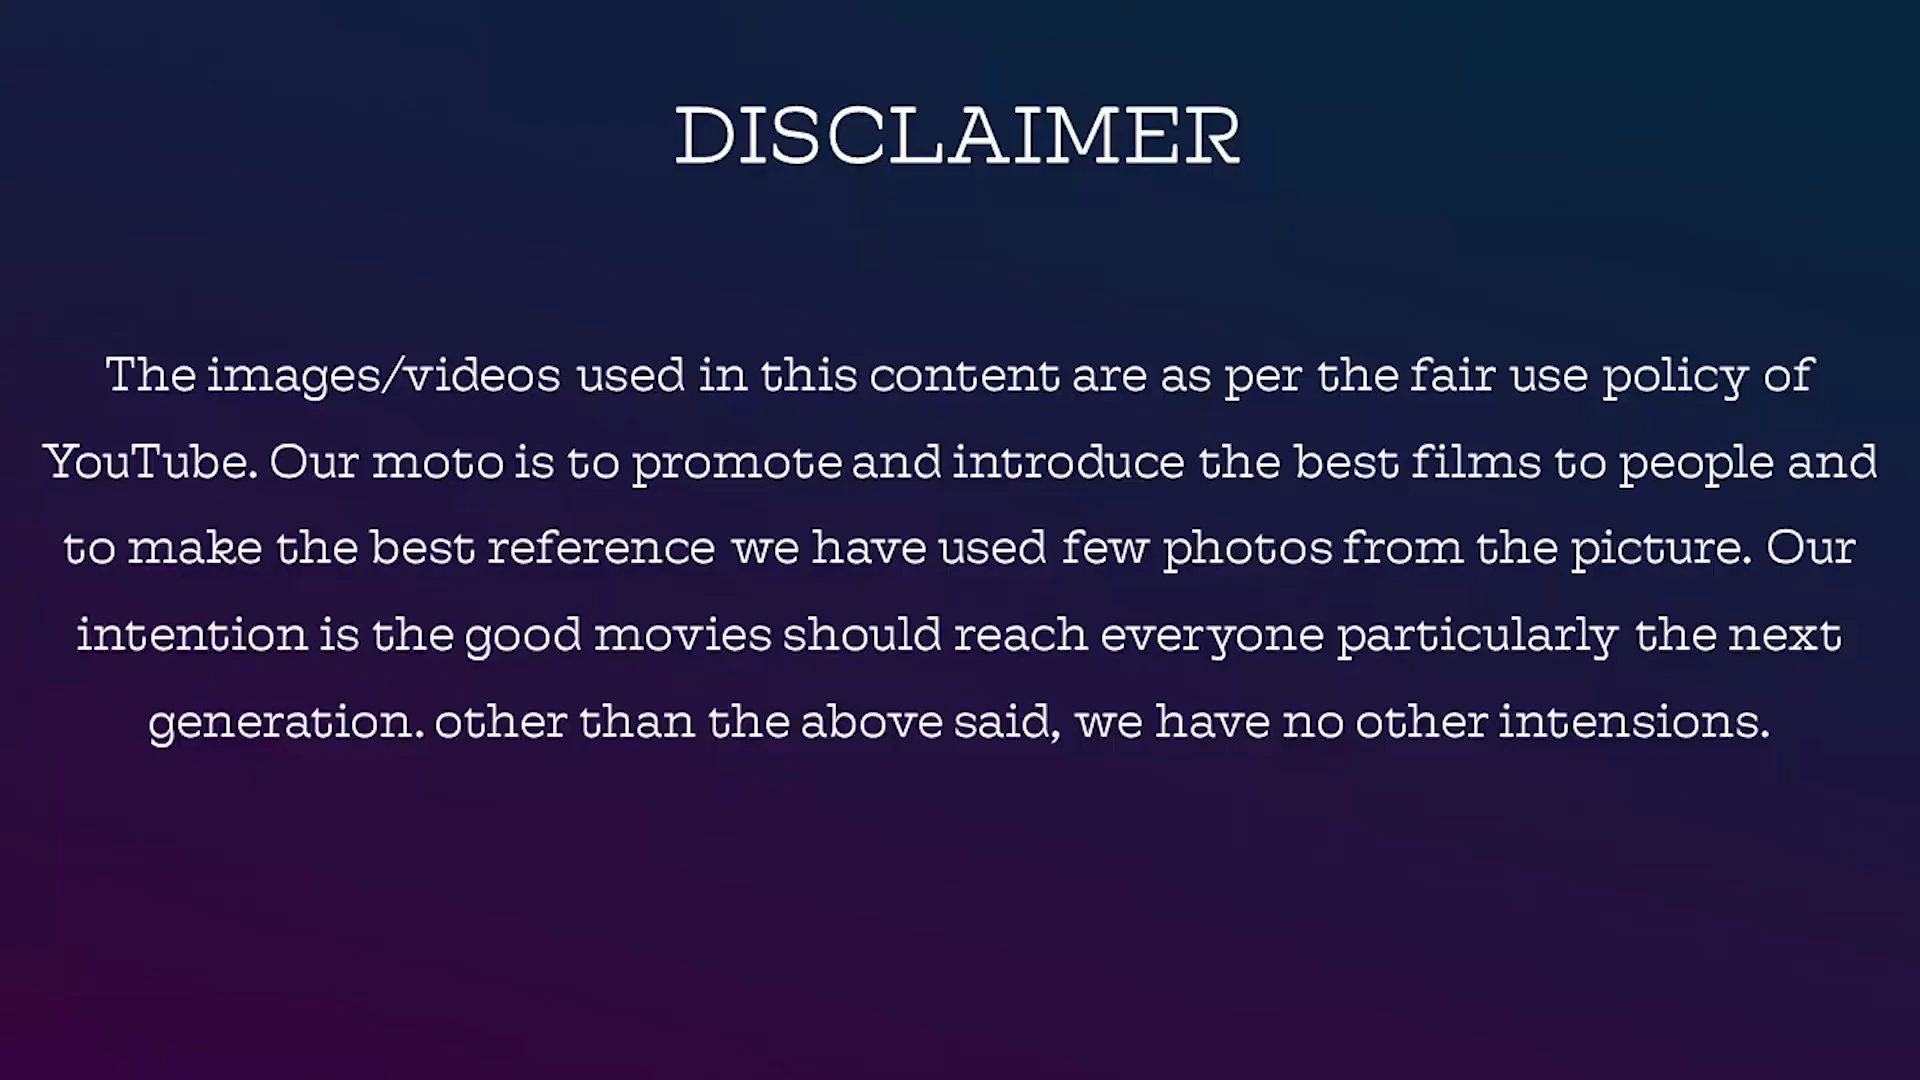 DISCLAIMER
The images/videos used in this content are as per the fair use policy of
YouTube. Our moto is to promote and introduce the best films to people and
to make the best reference we have used few photos from the picture. Our
intention is the good movies should reach everyone particularly the next
generation. other than the above said, we have no other intensions.